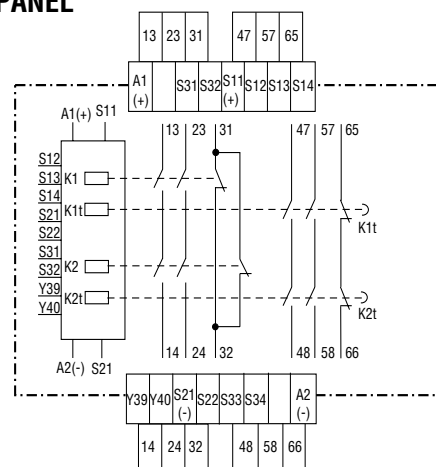 PANEL
13 23 31 47 57 65
A1 (+) S31 S32 S11 (+) S12 S13 S14
A1(+) S11
13 23 31 47 57 65
S12
S13 K1
S14
K1t
S21
K1t
S22
S31
S32 K2
Y39
K2t
Y40
K2t
14 24 32 48 58 66
A2(-) S21
Y39 Y40 S21 (-) S22 S33 S34 A2 (-)
14 24 32 48 58 66